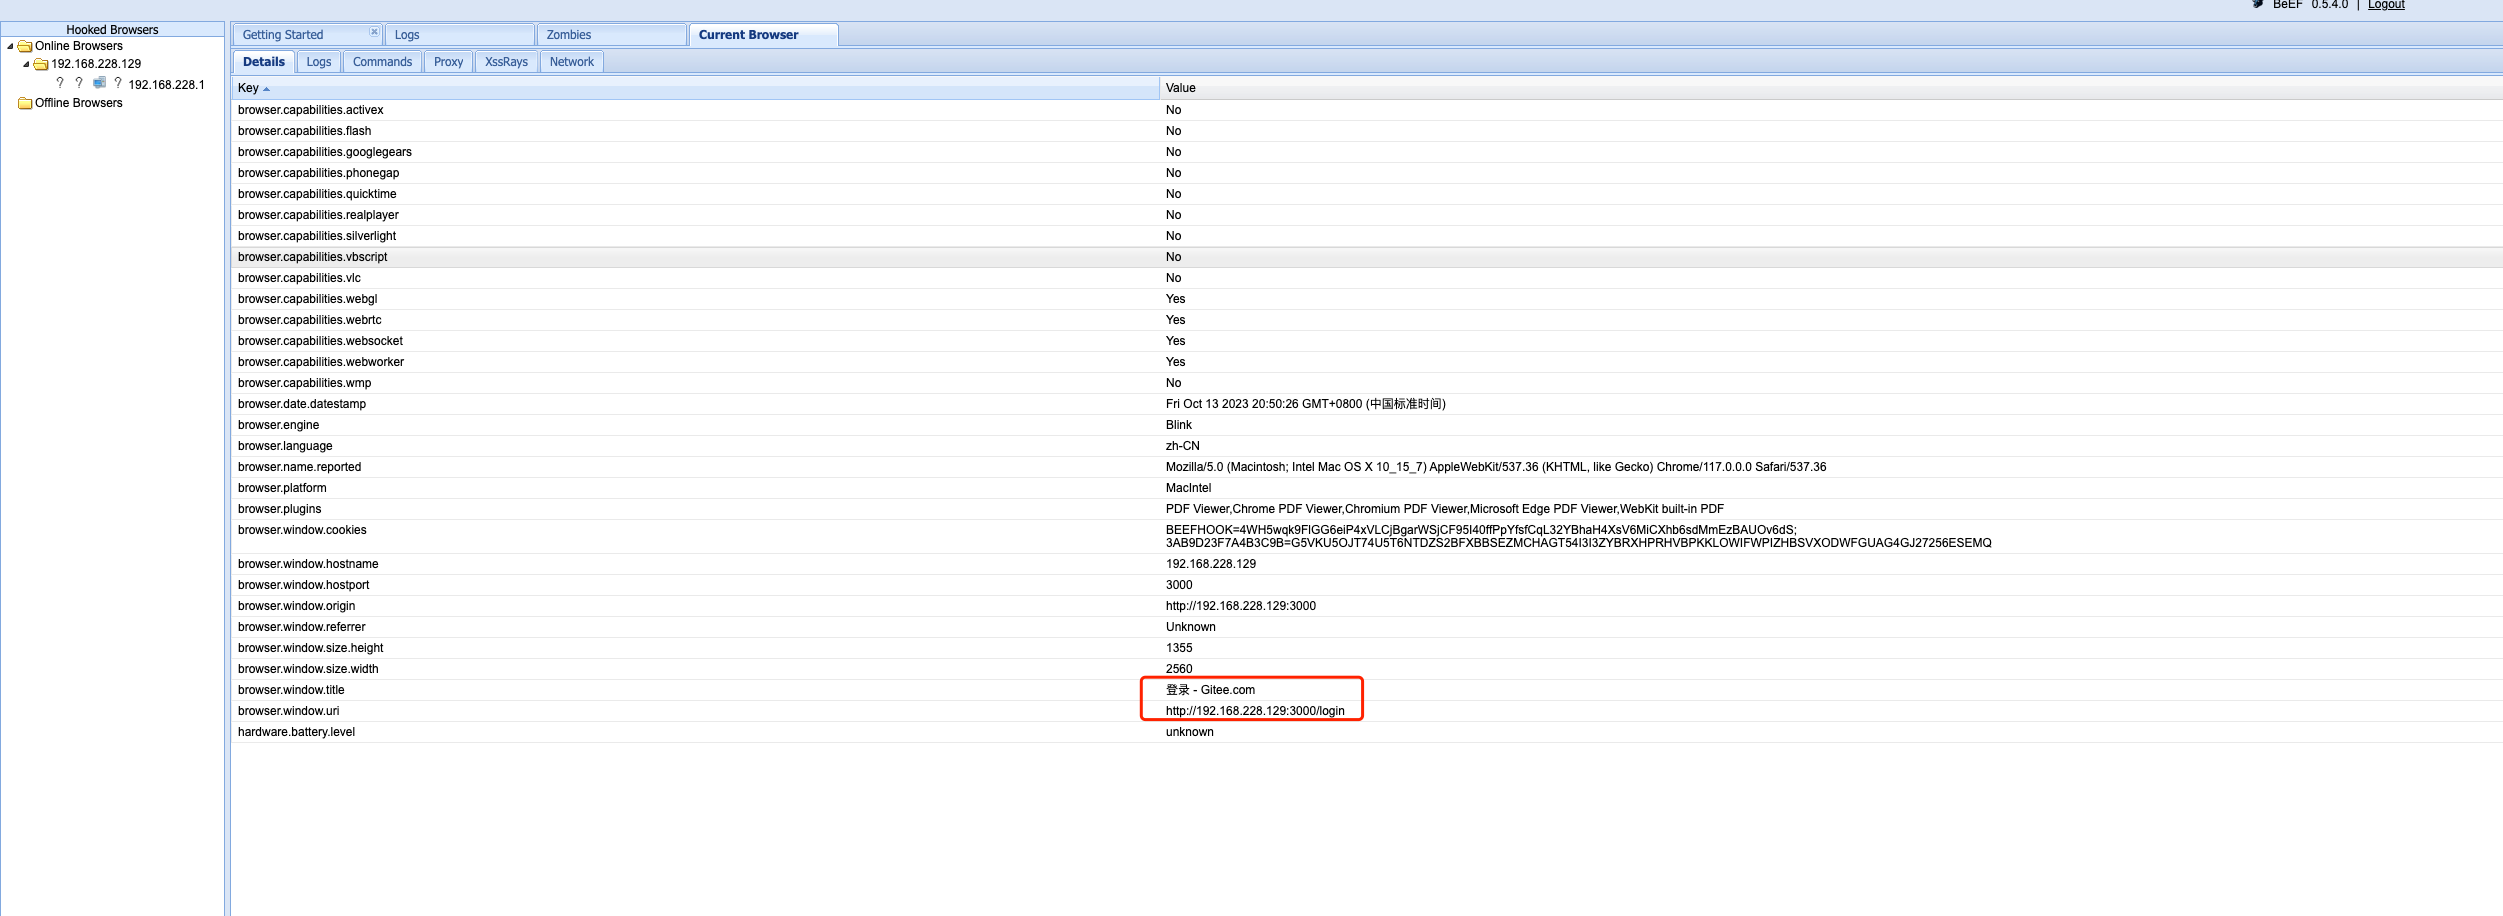 BeEF 0.5.4.0 | Logout
Hooked Browsers
Online Browsers
192.168.228.129
? ? ? 192.168.228.1
Offline Browsers
Getting Started
Logs
Zombies
Current Browser
Details
Logs
Commands
Proxy
XssRays
Network
Key Value
browser.capabilities.activex No
browser.capabilities.flash No
browser.capabilities.googlegears No
browser.capabilities.phonegap No
browser.capabilities.quicktime No
browser.capabilities.realplayer No
browser.capabilities.silverlight No
browser.capabilities.vbscript No
browser.capabilities.vlc No
browser.capabilities.webgl Yes
browser.capabilities.webrtc Yes
browser.capabilities.websocket Yes
browser.capabilities.webworker Yes
browser.capabilities.wmp No
browser.date.datestamp Fri Oct 13 2023 20:50:26 GMT+0800 (中国标准时间)
browser.engine Blink
browser.language zh-CN
browser.name.reported Mozilla/5.0 (Macintosh; Intel Mac OS X 10_15_7) AppleWebKit/537.36 (KHTML, like Gecko) Chrome/117.0.0.0 Safari/537.36
browser.platform MacIntel
browser.plugins PDF Viewer,Chrome PDF Viewer,Chromium PDF Viewer,Microsoft Edge PDF Viewer,WebKit built-in PDF
browser.window.cookies BEEFHOOK=4WH5wqk9FIGG6eiP4xVLCjBgarWSjCF95I40ffPpYfsfCqL32YBhaH4XsV6MiCXhb6sdMmEzBAUOv6dS;
3AB9D23F7A4B3C9B=G5VKU5OJT74U5T6NTDZS2BFXBBSEZMCHAGT54I3I3ZYBRXHPRHVBPKKLOWIFWPIZHBSVXODWFGUAG4GJ27256ESEMQ
browser.window.hostname 192.168.228.129
browser.window.hostport 3000
browser.window.origin http://192.168.228.129:3000
browser.window.referrer Unknown
browser.window.size.height 1355
browser.window.size.width 2560
browser.window.title 登录 - Gitee.com
browser.window.uri http://192.168.228.129:3000/login
hardware.battery.level unknown